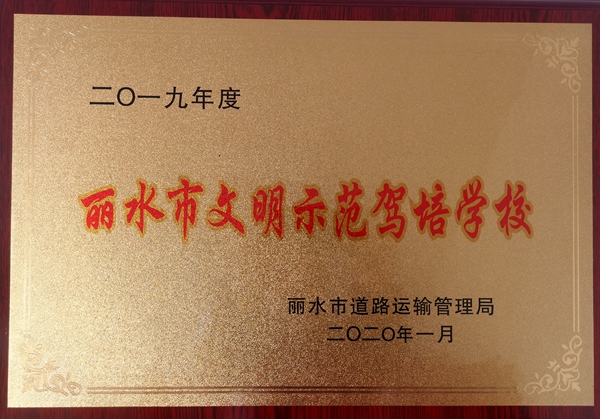 二〇一九年度
丽水市文明示范驾培学校
丽水市道路运输管理局
二〇二〇年一月